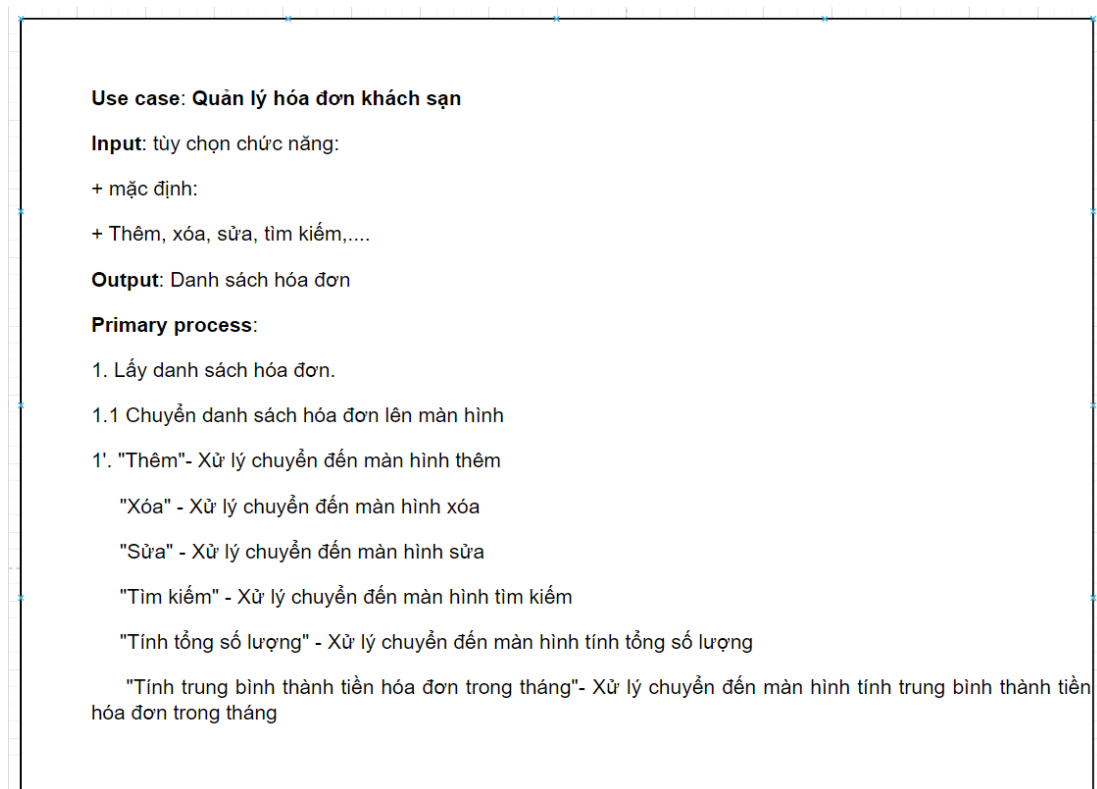 Use case: Quản lý hóa đơn khách sạn
Input: tùy chọn chức năng:
+ mặc định:
+ Thêm, xóa, sửa, tìm kiếm,....
Output: Danh sách hóa đơn
Primary process:
1. Lấy danh sách hóa đơn.
1.1 Chuyển danh sách hóa đơn lên màn hình
1'. "Thêm"- Xử lý chuyển đến màn hình thêm
"Xóa" - Xử lý chuyển đến màn hình xóa
"Sửa" - Xử lý chuyển đến màn hình sửa
"Tìm kiếm" - Xử lý chuyển đến màn hình tìm kiếm
"Tính tổng số lượng" - Xử lý chuyển đến màn hình tính tổng số lượng
"Tính trung bình thành tiền hóa đơn trong tháng"- Xử lý chuyển đến màn hình tính trung bình thành tiền
hóa đơn trong tháng